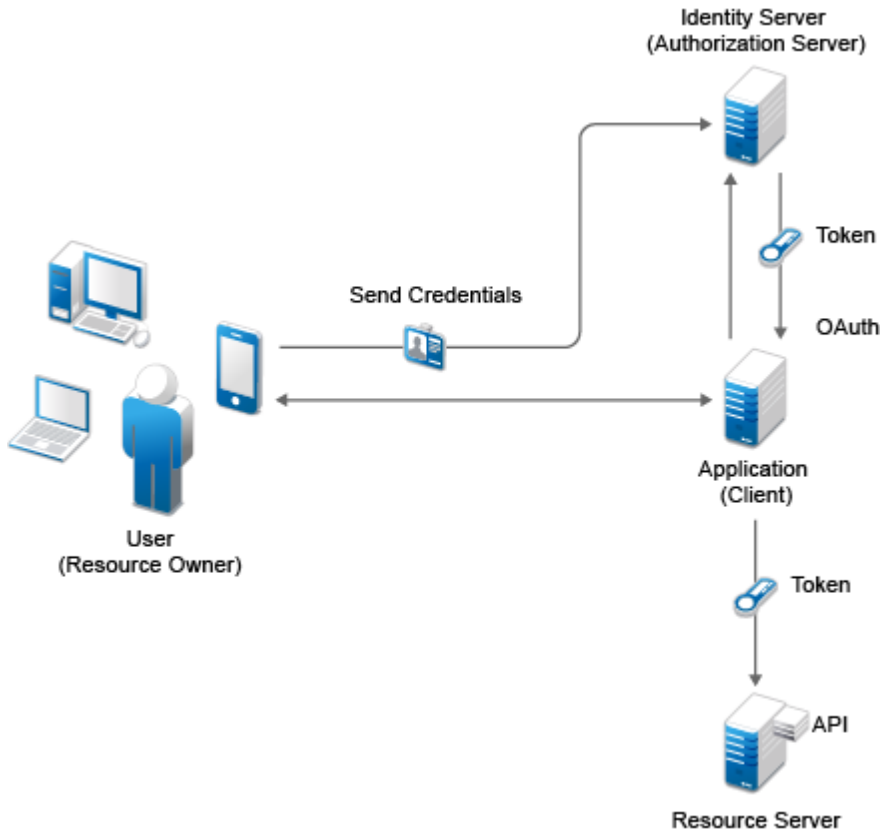 Identity Server
(Authorization Server)
Token
Send Credentials
OAuth
Application
(Client)
User
(Resource Owner)
Token
API
Resource Server